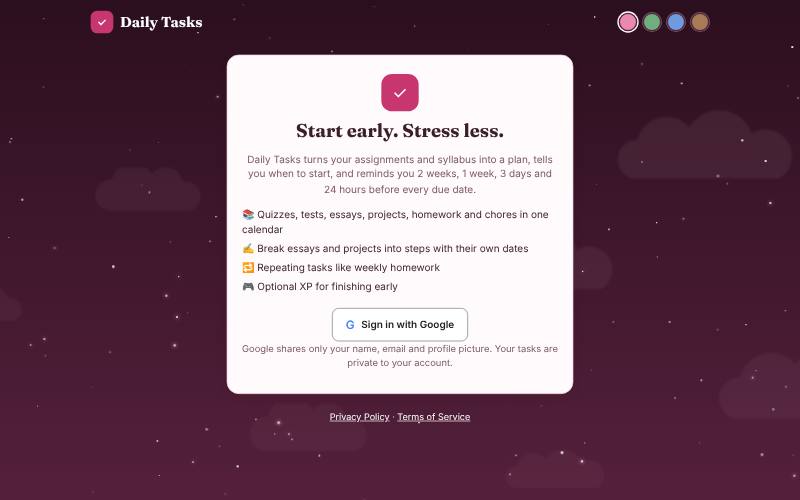 Daily Tasks
Start early. Stress less.
Daily Tasks turns your assignments and syllabus into a plan, tells
you when to start, and reminds you 2 weeks, 1 week, 3 days and
24 hours before every due date.
📚 Quizzes, tests, essays, projects, homework and chores in one
calendar
✍️ Break essays and projects into steps with their own dates
🔁 Repeating tasks like weekly homework
🎮 Optional XP for finishing early
G Sign in with Google
Google shares only your name, email and profile picture. Your tasks are
private to your account.
Privacy Policy · Terms of Service